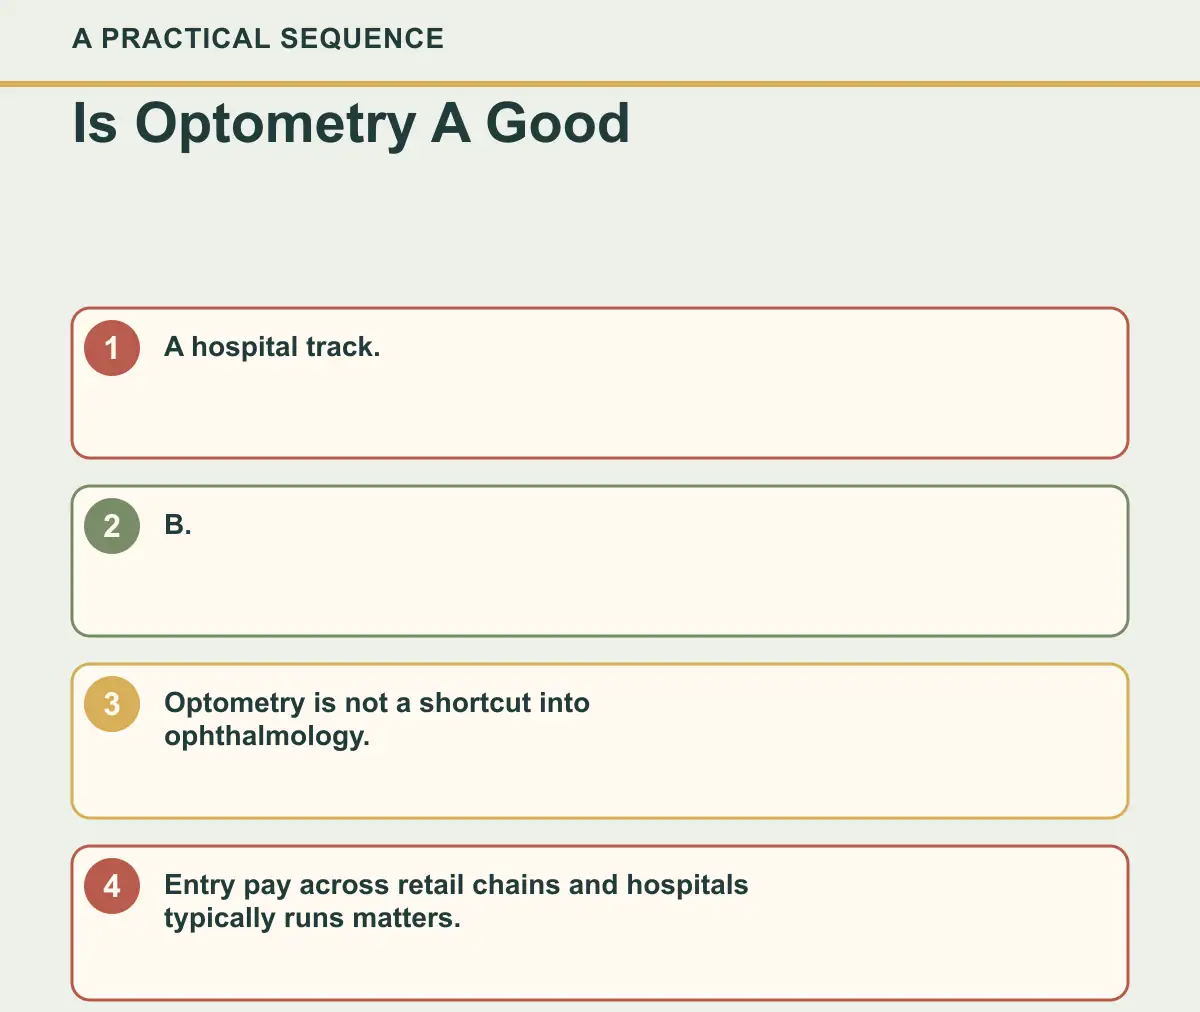 A PRACTICAL SEQUENCE
Is Optometry A Good
1
A hospital track.
2
B.
3
Optometry is not a shortcut into
ophthalmology.
4
Entry pay across retail chains and hospitals
typically runs matters.